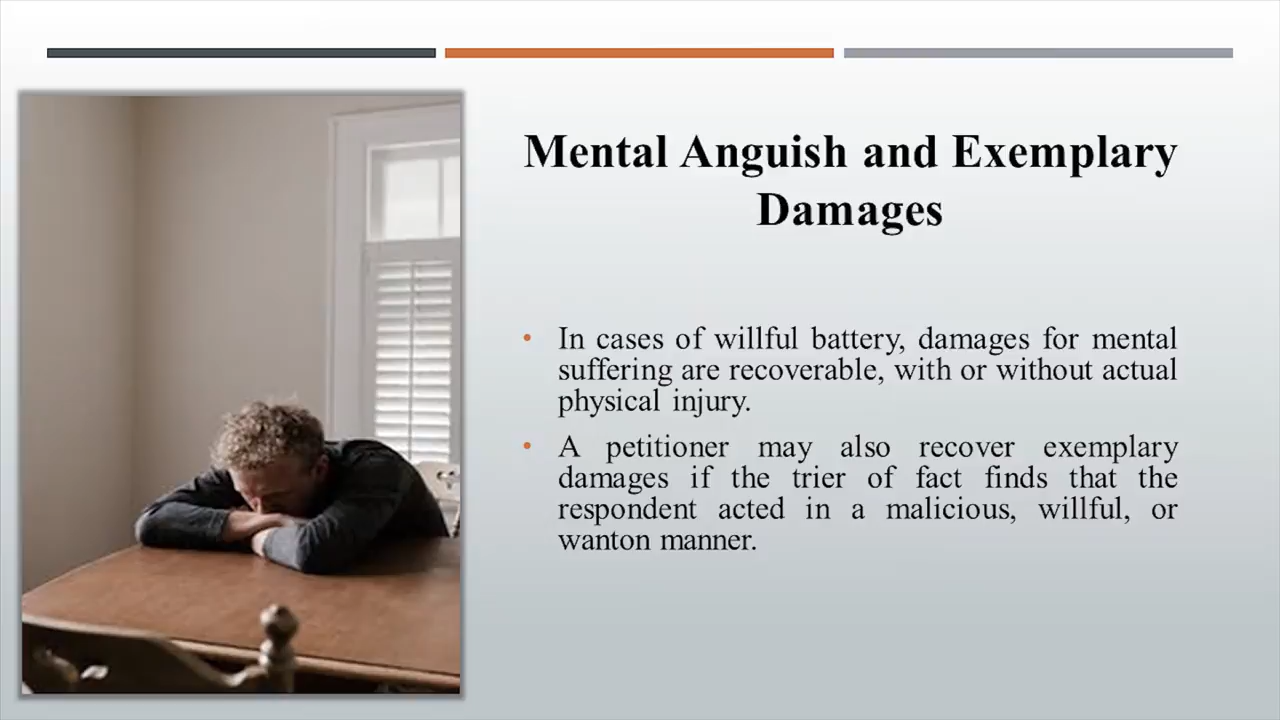 Mental Anguish and Exemplary
Damages
• In cases of willful battery, damages for mental
suffering are recoverable, with or without actual
physical injury.
• A petitioner may also recover exemplary
damages if the trier of fact finds that the
respondent acted in a malicious, willful, or
wanton manner.